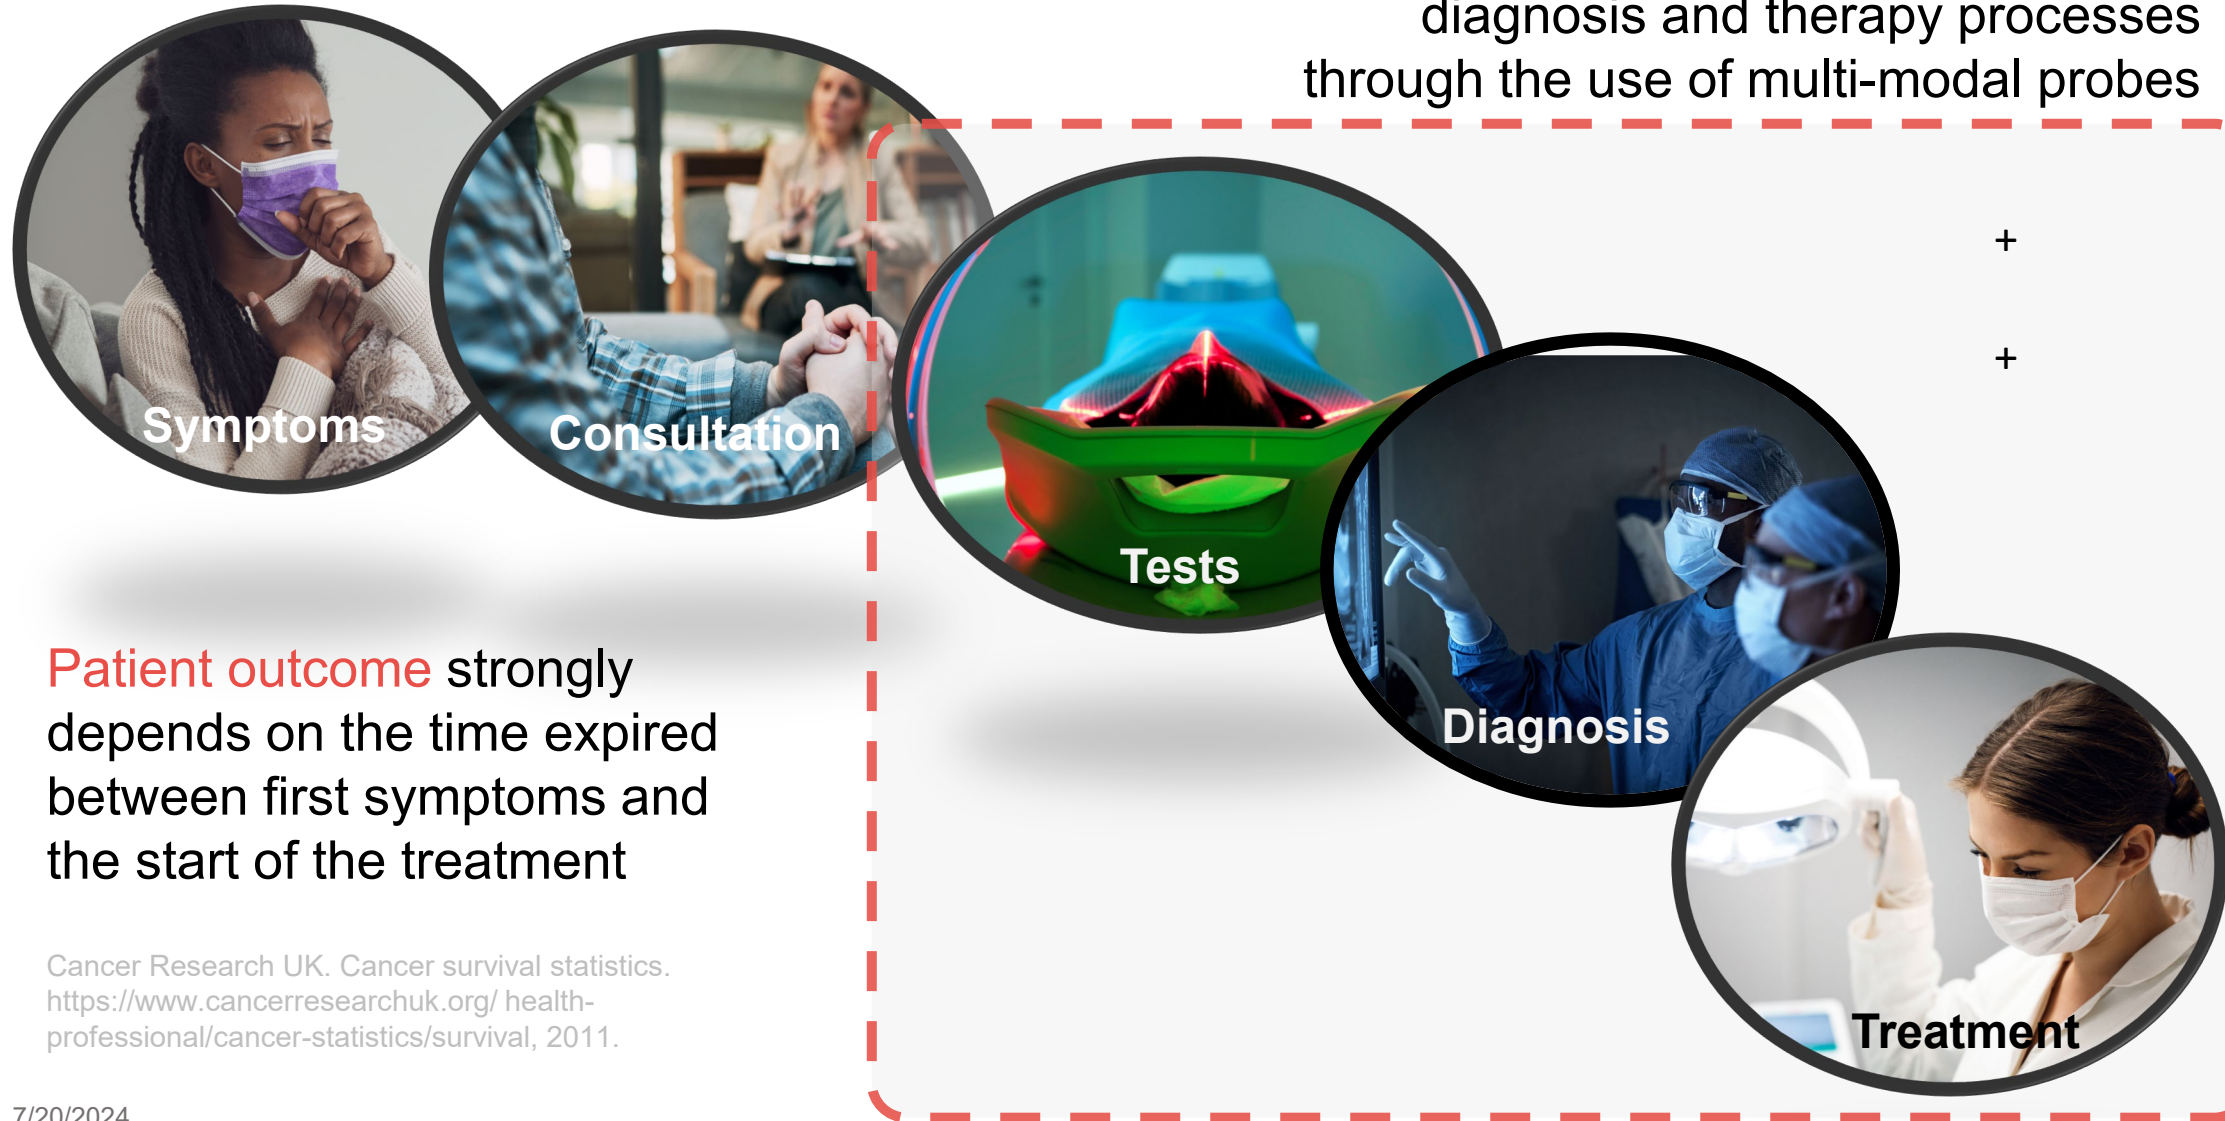 diagnosis and therapy processes
through the use of multi-modal probes
+
+
Symptoms
Consultation
Tests
Diagnosis
Treatment
Patient outcome strongly
depends on the time expired
between first symptoms and
the start of the treatment
Cancer Research UK. Cancer survival statistics.
https://www.cancerresearchuk.org/ health-
professional/cancer-statistics/survival, 2011.
7/20/2024